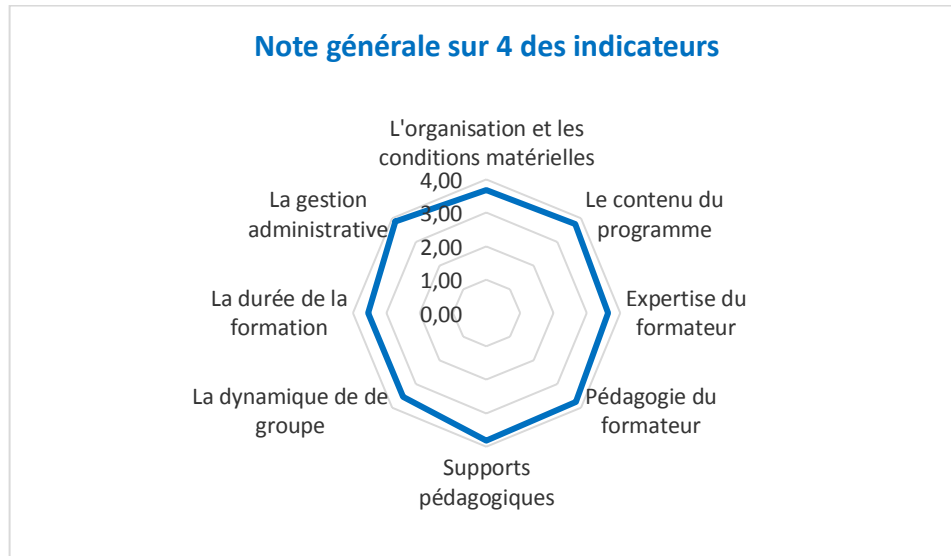 Note générale sur 4 des indicateurs
L'organisation et les
conditions matérielles
4,00
3,00
2,00
1,00
0,00
Le contenu du
programme
Expertise du
formateur
Pédagogie du
formateur
Supports
pédagogiques
La dynamique de de
groupe
La durée de la
formation
La gestion
administrative